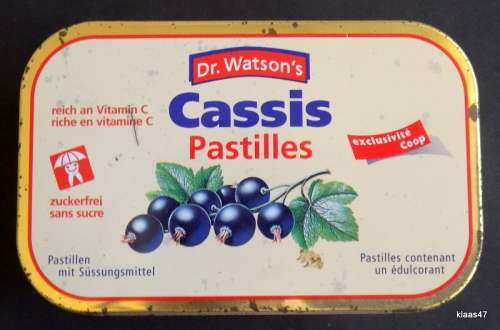 Dr. Watson's
Cassis
Pastilles
reich an Vitamin C
riche en vitamine C
exclusivité
Coop
zuckerfrei
sans sucre
Pastillen
mit Süssungsmittel
Pastilles contenant
un édulcorant
klaas47